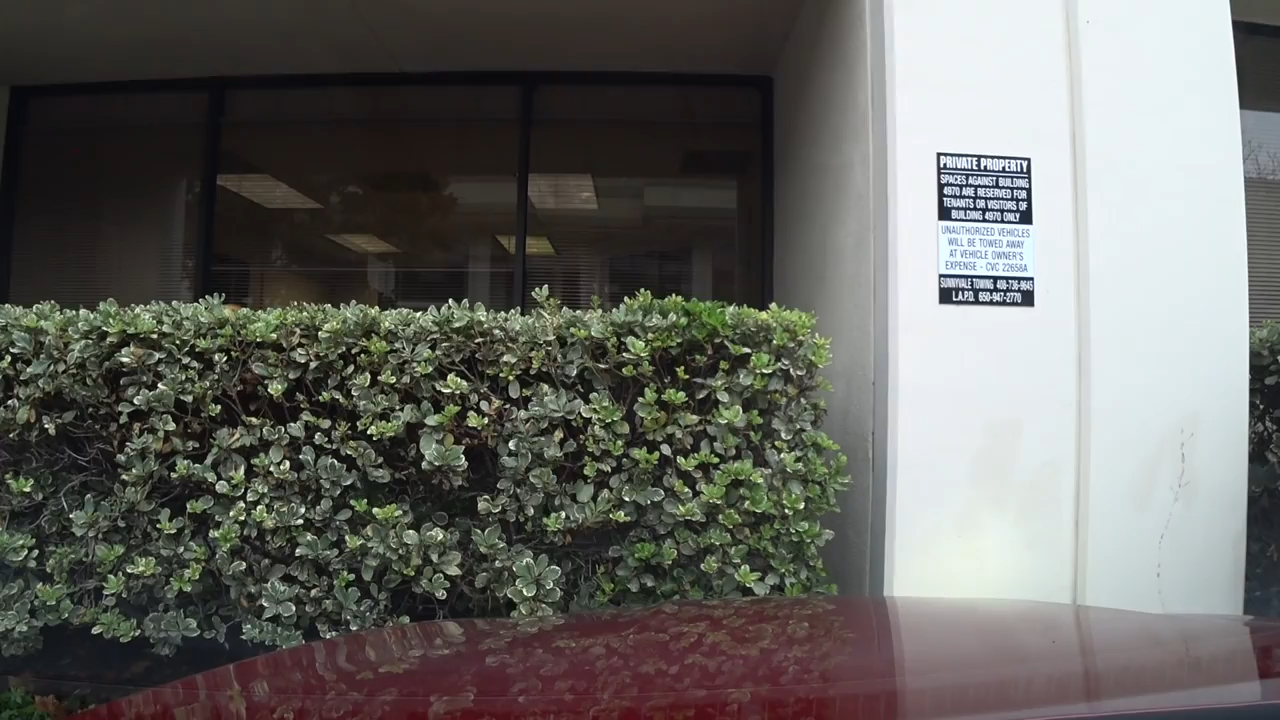 PRIVATE PROPERTY
SPACES AGAINST BUILDING
4970 ARE RESERVED FOR
TENANTS OR VISITORS OF
BUILDING 4970 ONLY
UNAUTHORIZED VEHICLES
WILL BE TOWED AWAY
AT VEHICLE OWNER'S
EXPENSE - CVC 22658A
SUNNYVALE TOWING 408-736-9645
L.A.P.D. 650-947-2770